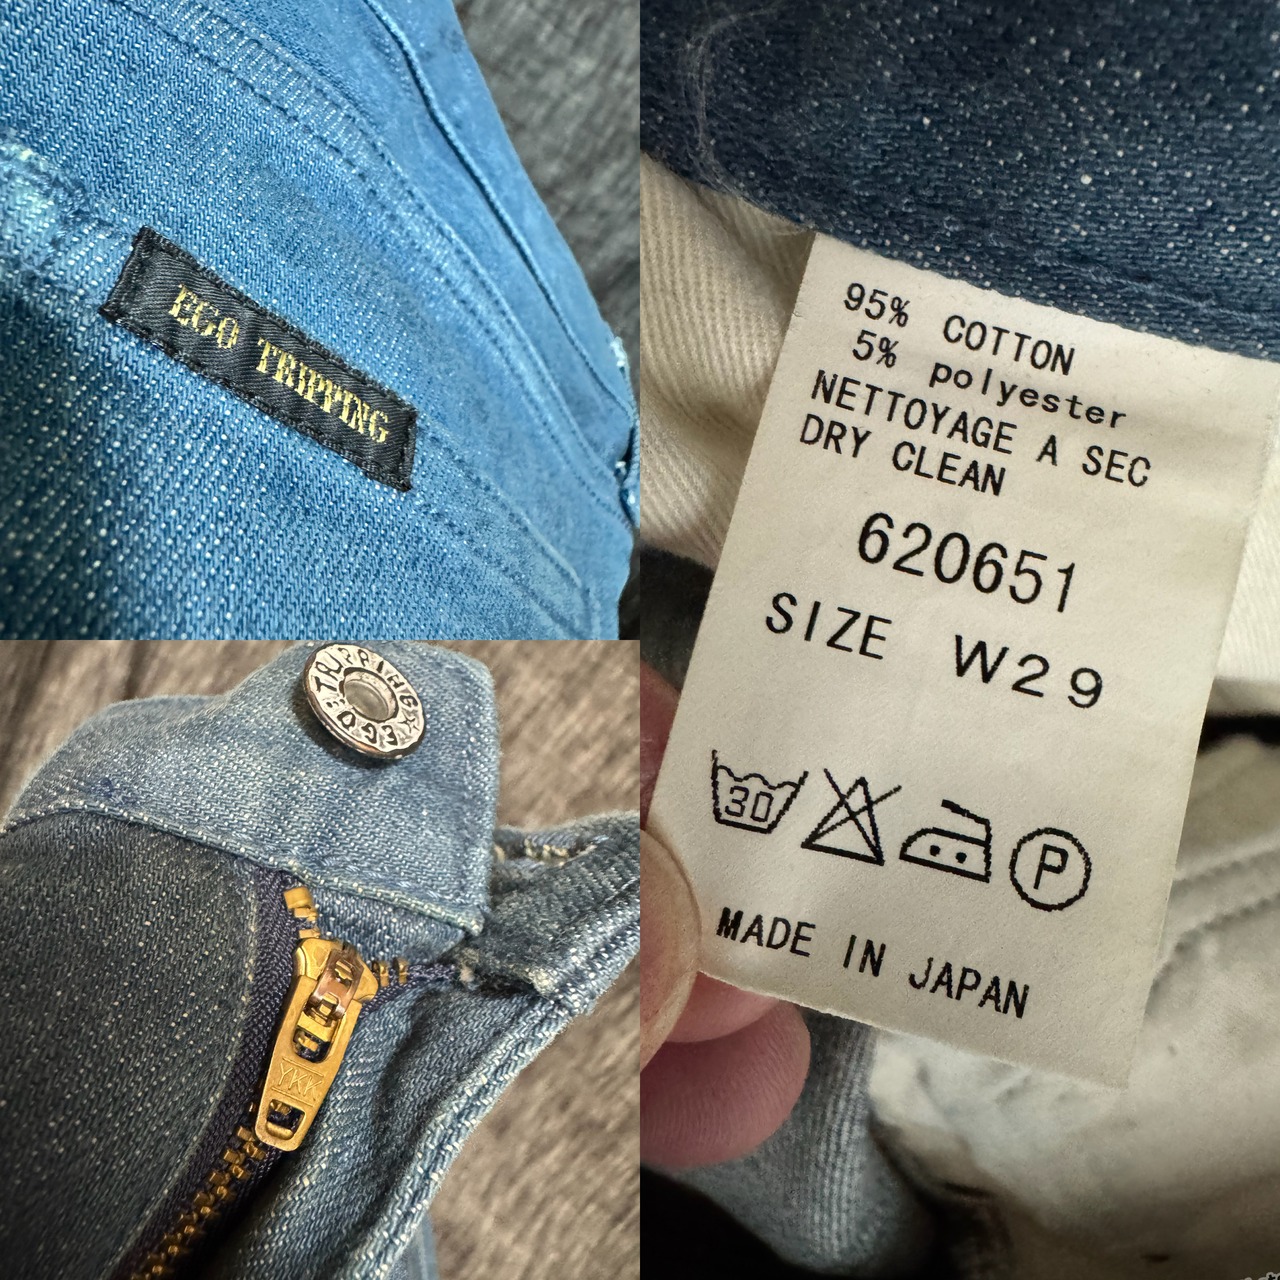 EGO TRIPPING
95% COTTON
5% polyester
NETTOYAGE A SEC
DRY CLEAN
620651
SIZE W29
30
P
MADE IN JAPAN
EGO TRIPPING
YKK